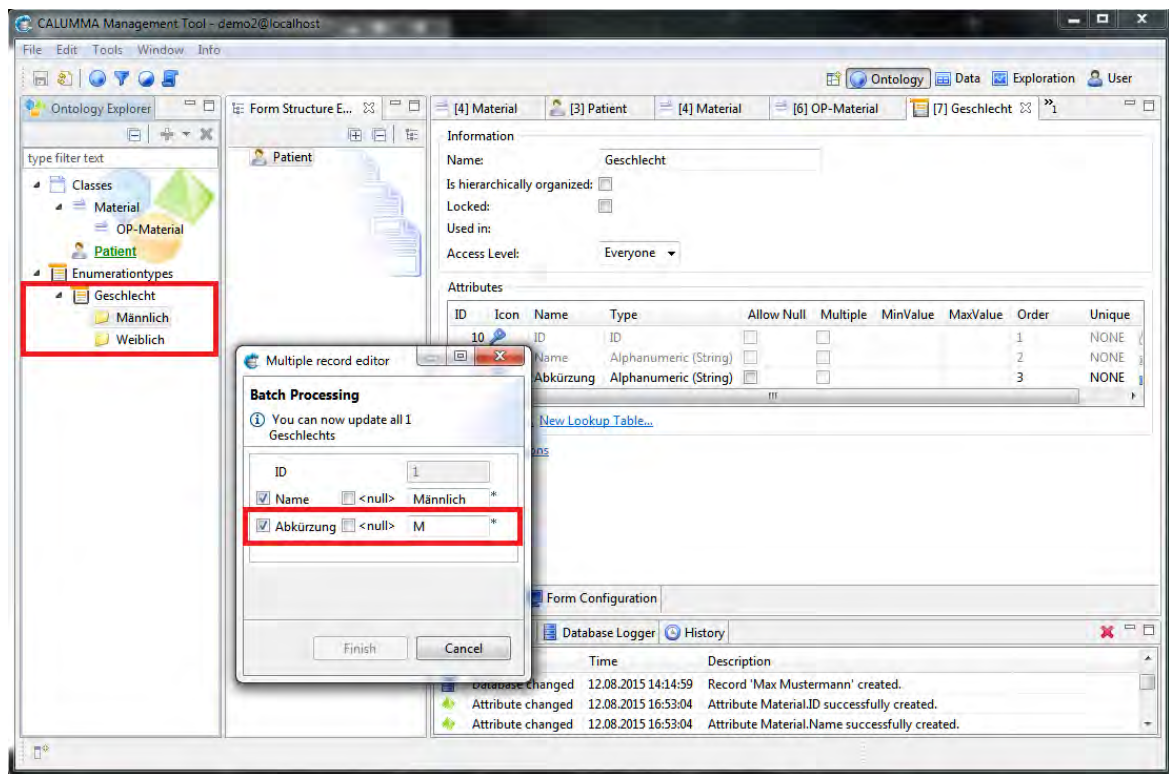 CALUMMA Management Tool - demo2@localhost
File Edit Tools Window Info
Ontology Data Exploration User
Ontology Explorer
type filter text
Classes
Material
OP-Material
Patient
Enumerationtypes
Geschlecht
Männlich
Weiblich
Form Structure E...
Patient
[4] Material [3] Patient [4] Material [6] OP-Material [7] Geschlecht »1
Information
Name: Geschlecht
Is hierarchically organized:
Locked:
Used in:
Access Level: Everyone
Attributes
ID Icon Name Type Allow Null Multiple MinValue MaxValue Order Unique
10 ID ID 1 NONE
Name Alphanumeric (String) 2 NONE
Abkürzung Alphanumeric (String) 3 NONE
New Lookup Table...
Form Configuration
Database Logger History
Time Description
Database changed 12.08.2015 14:14:59 Record 'Max Mustermann' created.
Attribute changed 12.08.2015 16:53:04 Attribute Material.ID successfully created.
Attribute changed 12.08.2015 16:53:04 Attribute Material.Name successfully created.
Multiple record editor
Batch Processing
You can now update all 1
Geschlechts
ID 1
Name <null> Männlich *
Abkürzung <null> M *
Finish Cancel